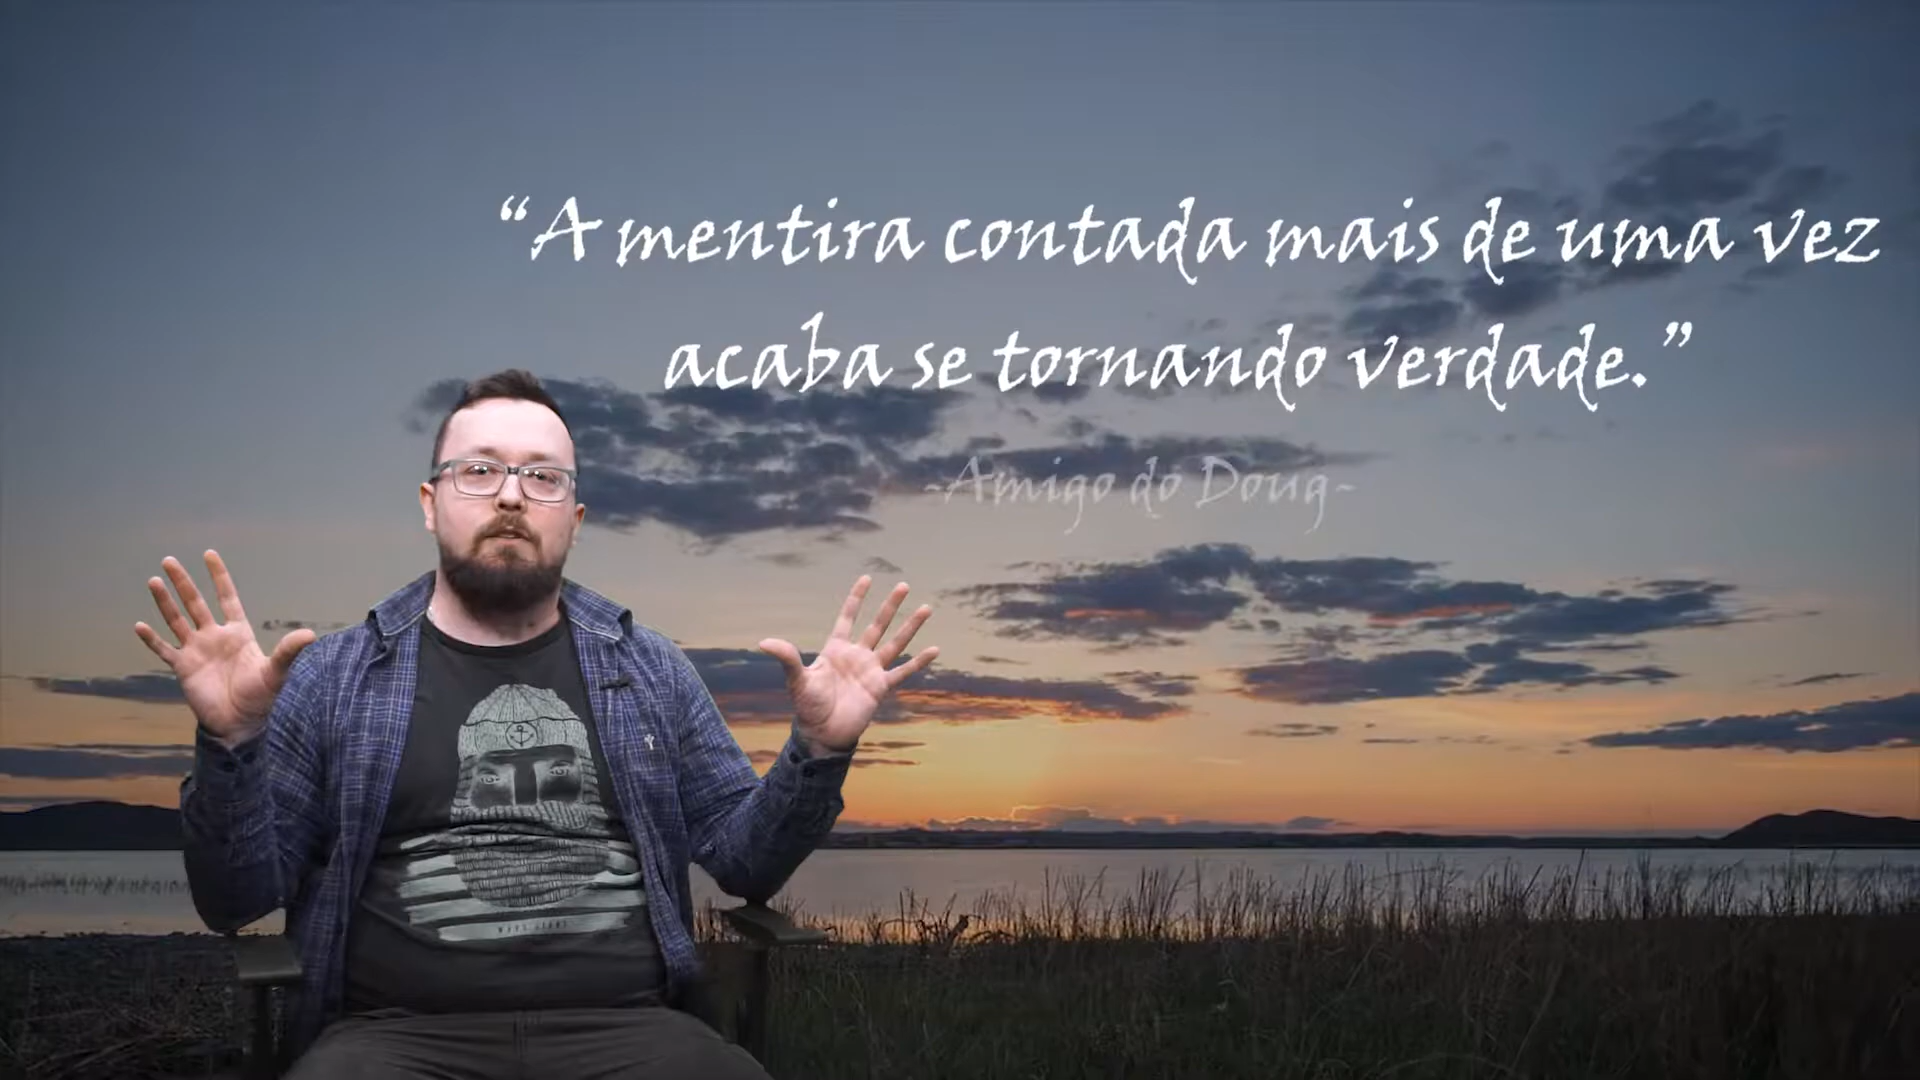 “A mentira contada mais de uma vez
acaba se tornando verdade.”
-Amigo do Doug-